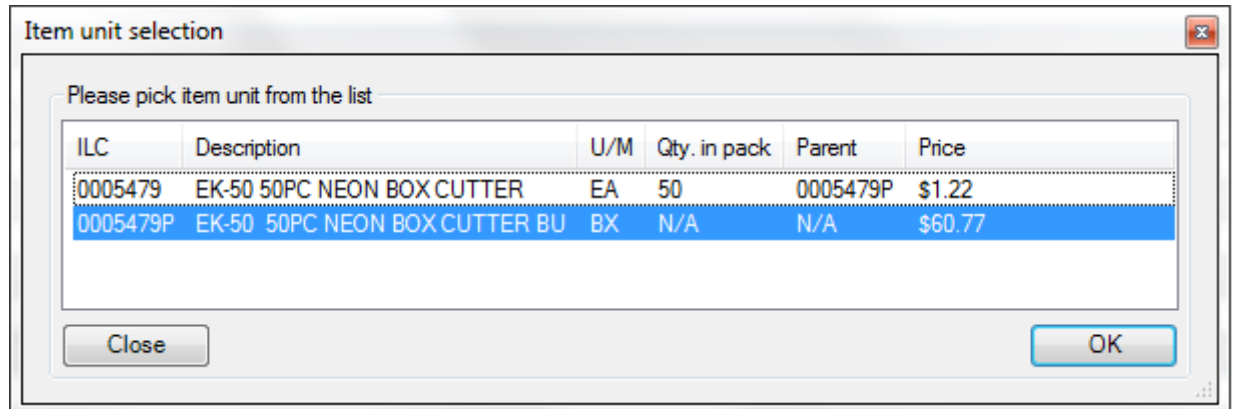 Item unit selection
Please pick item unit from the list
ILC Description U/M Qty. in pack Parent Price
0005479 EK-50 50PC NEON BOX CUTTER EA 50 0005479P $1.22
0005479P EK-50  50PC NEON BOX CUTTER BU BX N/A N/A $60.77
Close OK